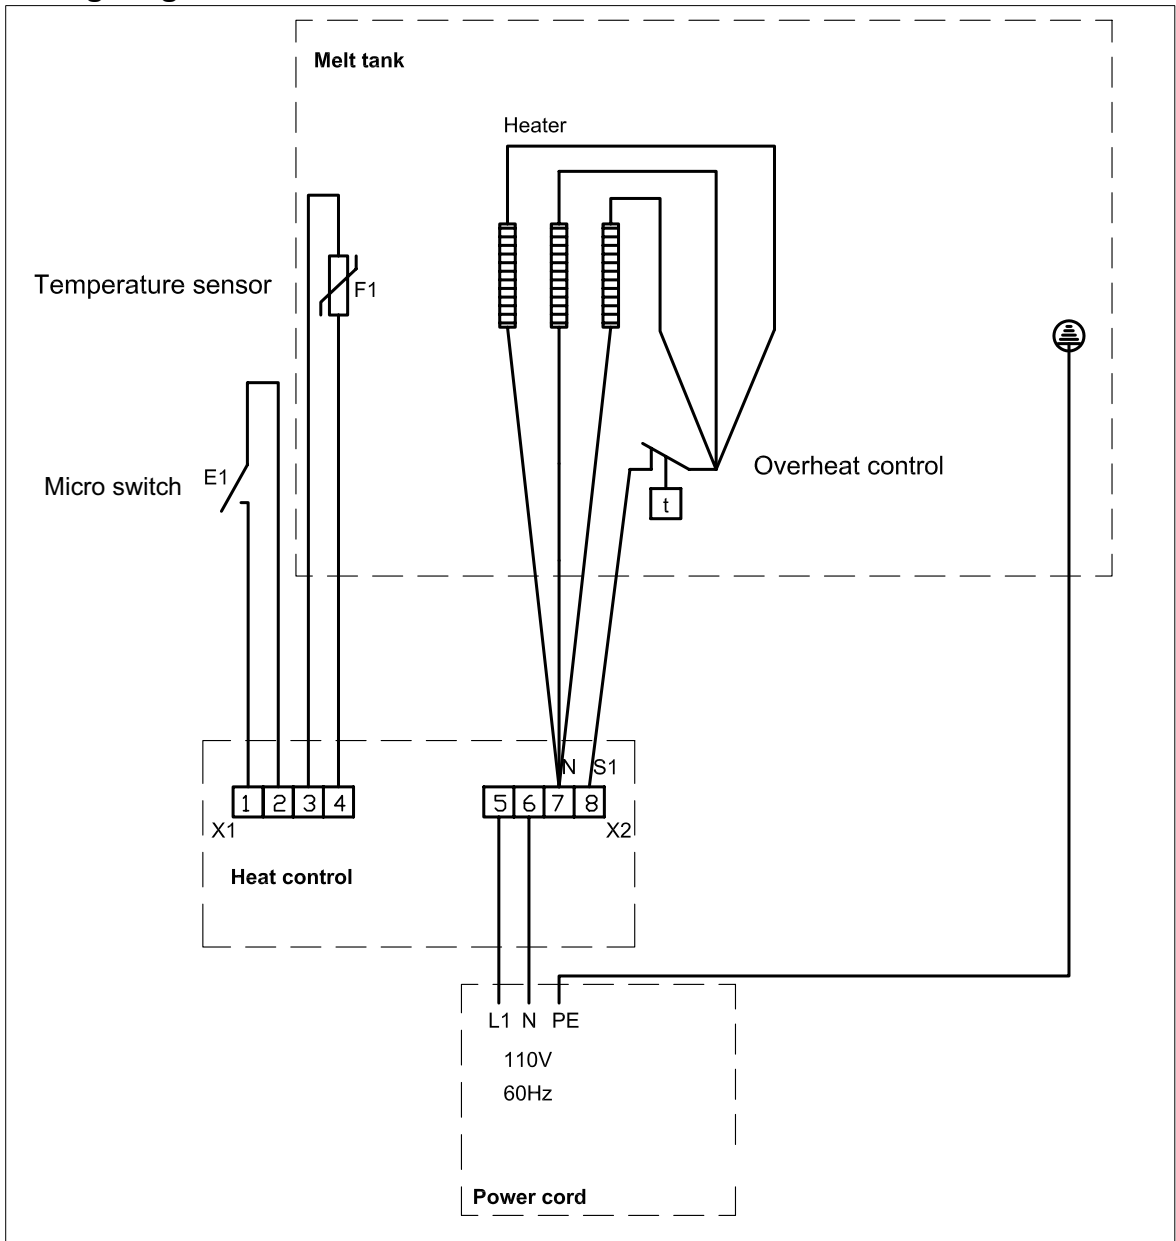 Melt tank
Heater
Temperature sensor
F1
E1
Micro switch
Overheat control
t
N
S1
1 2 3 4
5 6 7 8
X1
X2
Heat control
L1 N PE
110V
60Hz
Power cord